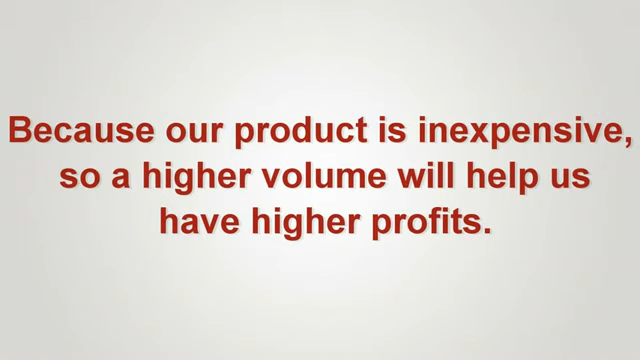 Because our product is inexpensive,
so a higher volume will help us
have higher profits.